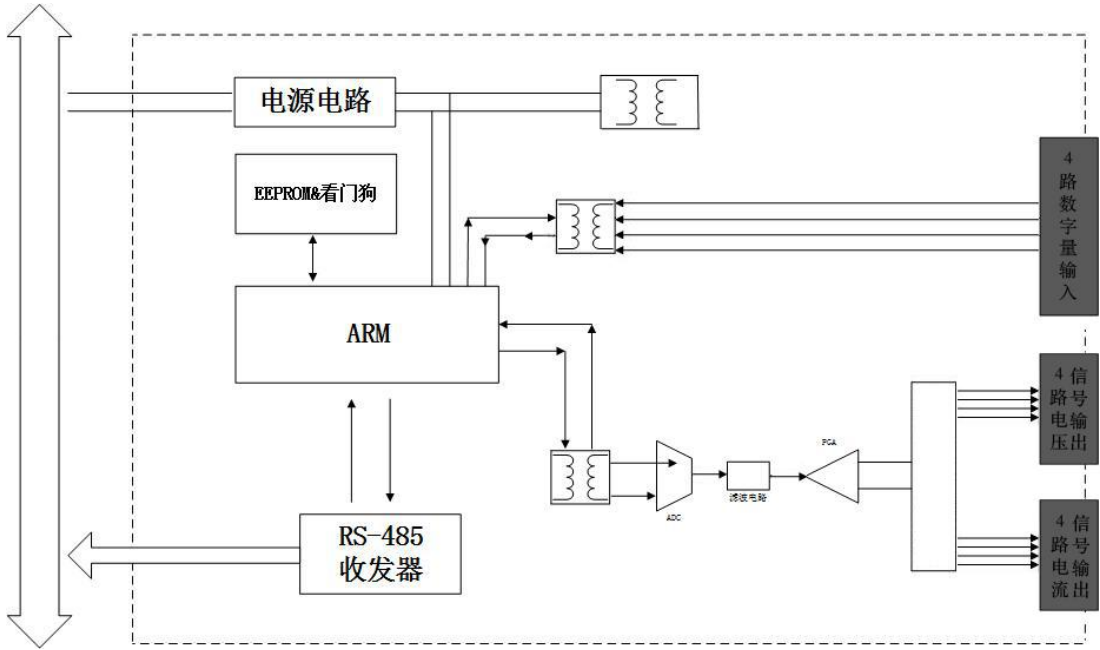 电源电路
EEPROM&看门狗
ARM
RS-485
收发器
4路数字量输入
4路电压
信号输出
4路电流
信号输出
PGA
滤波电路
ADC